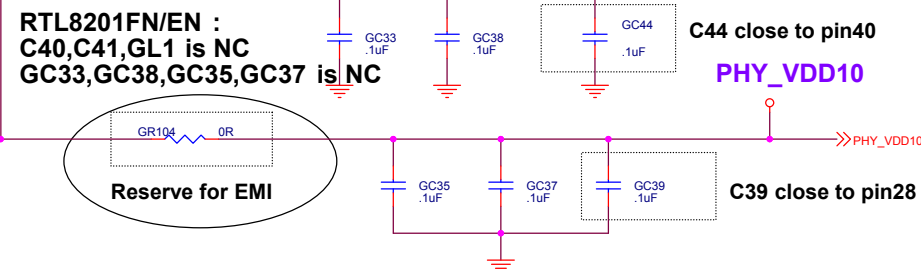 RTL8201FN/EN :
C40,C41,GL1 is NC
GC33,GC38,GC35,GC37 is NC
GC33
.1uF
GC38
.1uF
GC44
.1uF
C44 close to pin40
PHY_VDD10
GR104 0R
PHY_VDD10
Reserve for EMI
GC35
.1uF
GC37
.1uF
GC39
.1uF
C39 close to pin28